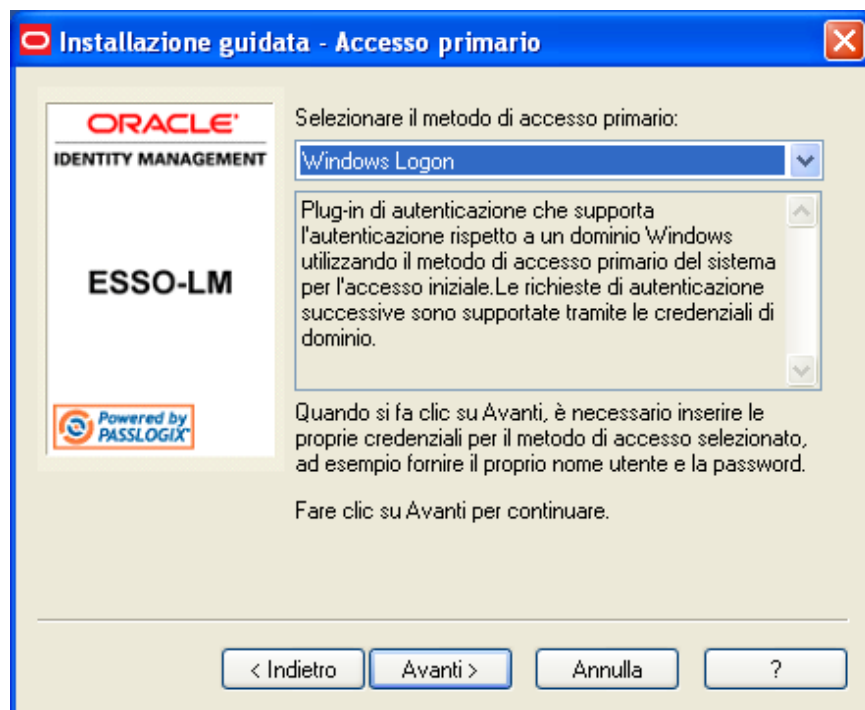 Installazione guidata - Accesso primario
ORACLE
IDENTITY MANAGEMENT
ESSO-LM
Powered by
PASSLOGIX
Selezionare il metodo di accesso primario:
Windows Logon
Plug-in di autenticazione che supporta
l'autenticazione rispetto a un dominio Windows
utilizzando il metodo di accesso primario del sistema
per l'accesso iniziale.Le richieste di autenticazione
successive sono supportate tramite le credenziali di
dominio.
Quando si fa clic su Avanti, è necessario inserire le
proprie credenziali per il metodo di accesso selezionato,
ad esempio fornire il proprio nome utente e la password.
Fare clic su Avanti per continuare.
< Indietro
Avanti >
Annulla
?